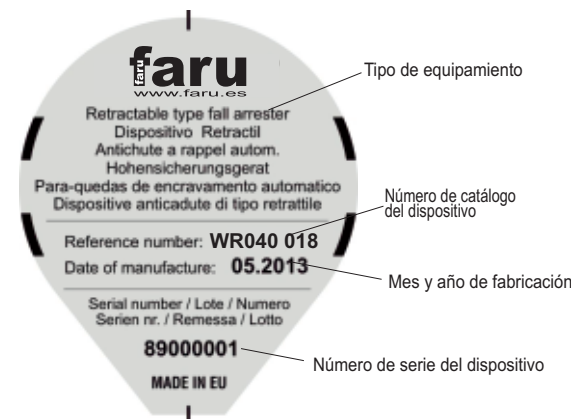 faru
faru
www.faru.es
Retractable type fall arrester
Dispositivo Retractil
Antichute a rappel autom.
Hohensicherungsgerat
Para-quedas de encravamento automatico
Dispositive anticadute di tipo retrattile
Reference number: WR040 018
Date of manufacture: 05.2013
Serial number / Lote / Numero
Serien nr. / Remessa / Lotto
89000001
MADE IN EU
Tipo de equipamiento
Número de catálogo
del dispositivo
Mes y año de fabricación
Número de serie del dispositivo